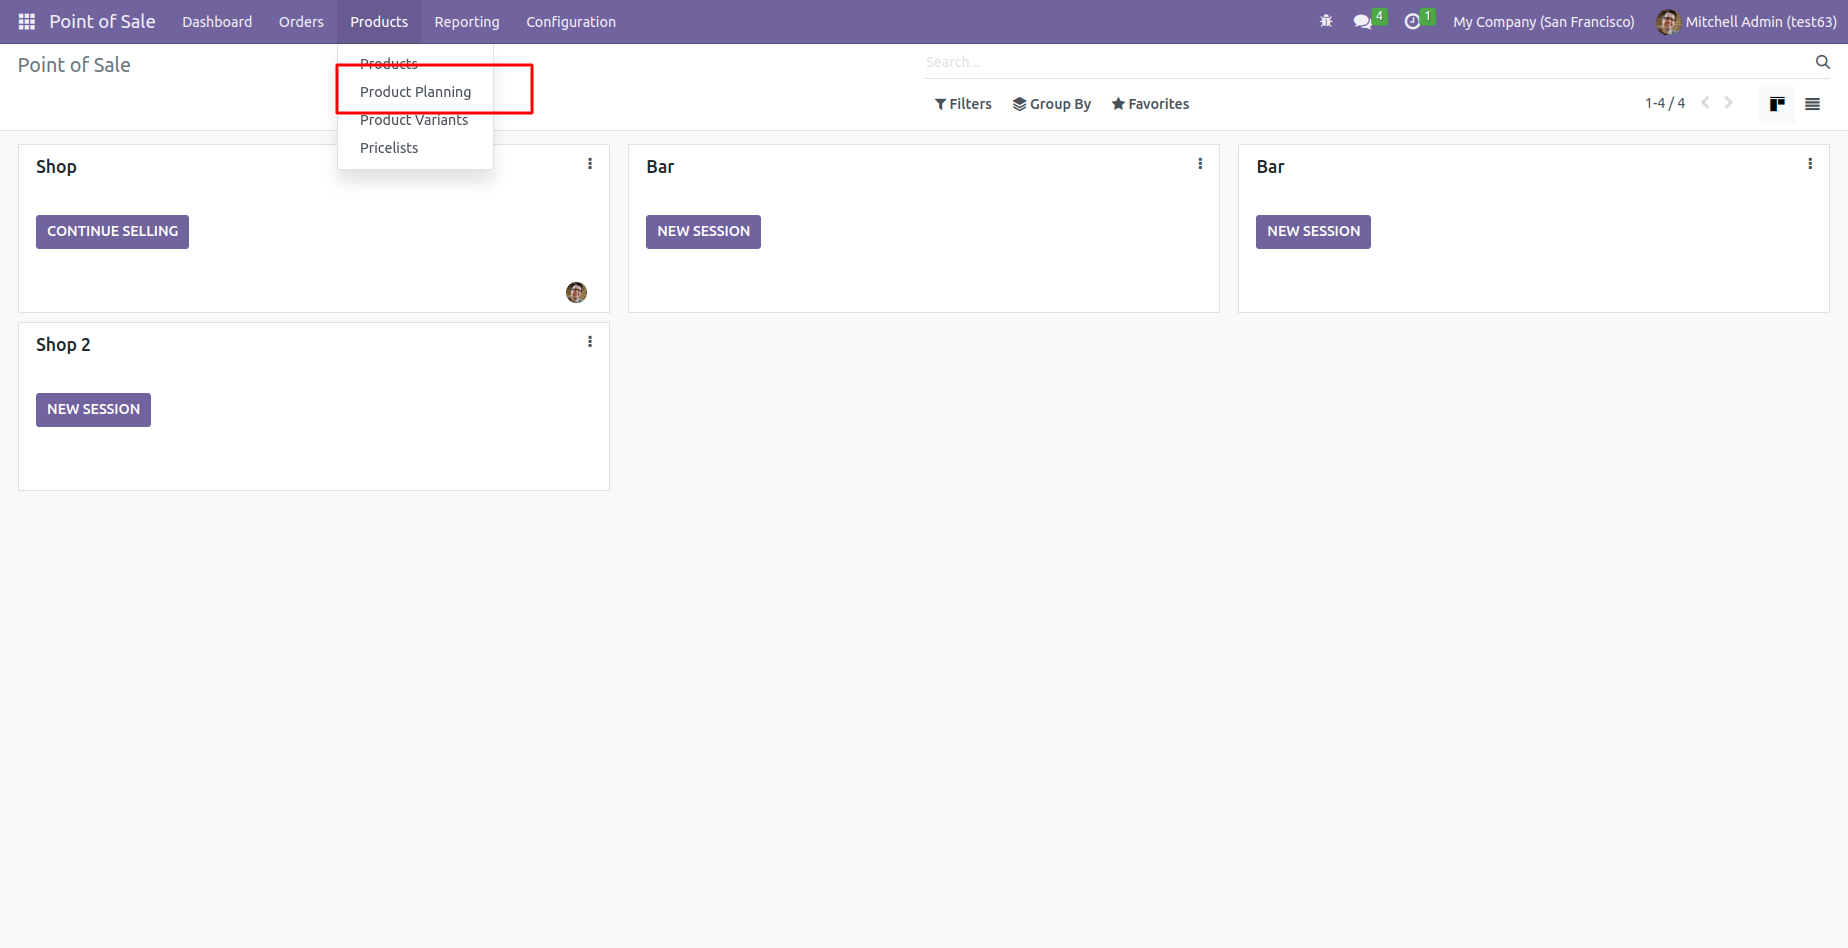 Point of Sale Dashboard Orders Products Reporting Configuration 4 1 My Company (San Francisco) Mitchell Admin (test63)
Point of Sale
Search...
Products
Product Planning
Product Variants
Pricelists
Filters Group By Favorites 1-4 / 4
Shop
CONTINUE SELLING
Bar
NEW SESSION
Bar
NEW SESSION
Shop 2
NEW SESSION